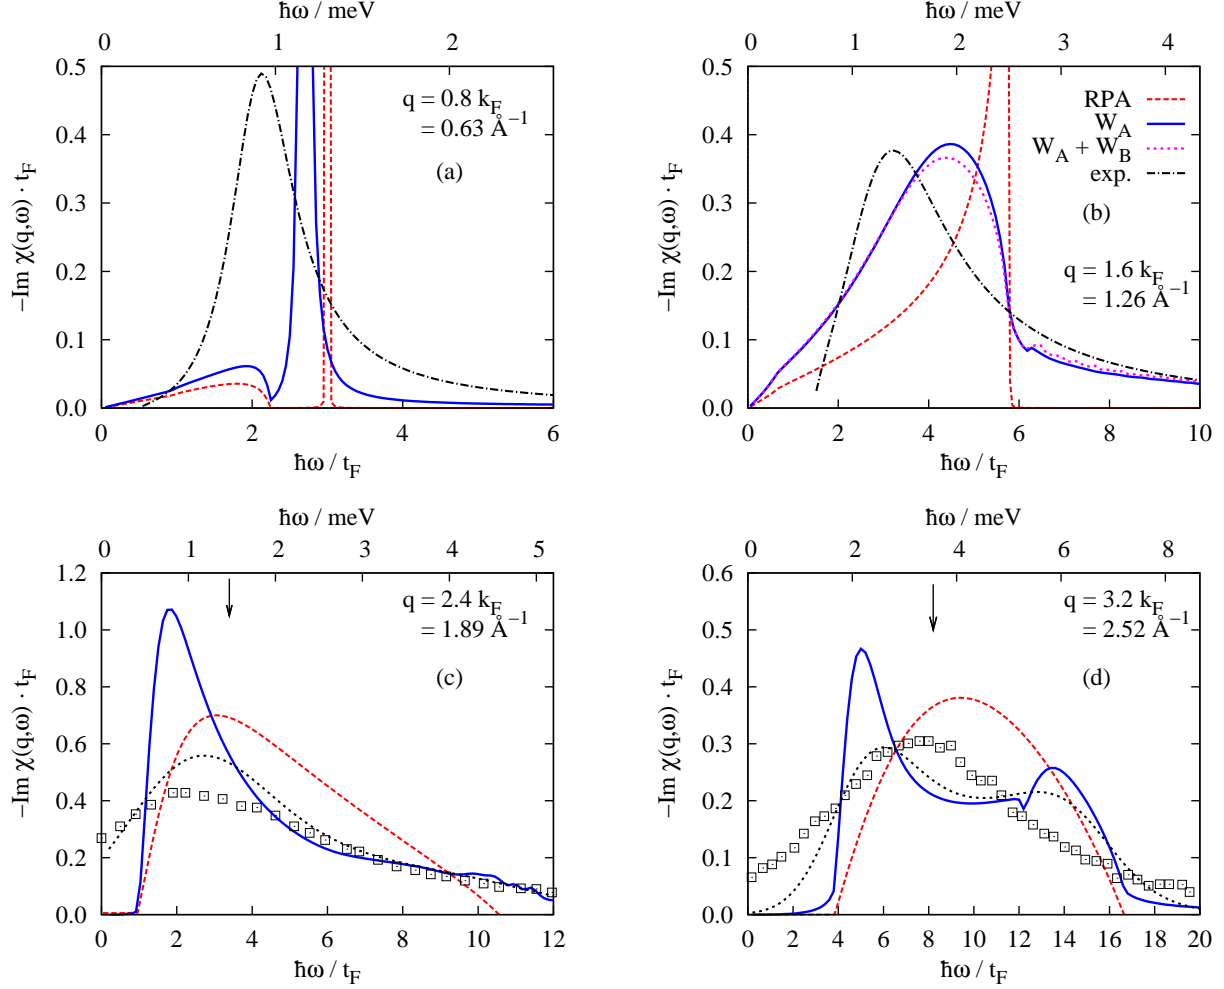 ħω / meV
0 1 2
0.5
0.4
0.3
0.2
0.1
0.0
−Im χ(q,ω) · t_F
q = 0.8 k_F
= 0.63 Å⁻¹
(a)
0 2 4 6
ħω / t_F
ħω / meV
0 1 2 3 4
0.5
0.4
0.3
0.2
0.1
0.0
−Im χ(q,ω) · t_F
RPA
W_A
W_A + W_B
exp.
(b)
q = 1.6 k_F
= 1.26 Å⁻¹
0 2 4 6 8 10
ħω / t_F
ħω / meV
0 1 2 3 4 5
1.2
1.0
0.8
0.6
0.4
0.2
0.0
−Im χ(q,ω) · t_F
q = 2.4 k_F
= 1.89 Å⁻¹
(c)
0 2 4 6 8 10 12
ħω / t_F
ħω / meV
0 2 4 6 8
0.6
0.5
0.4
0.3
0.2
0.1
0.0
−Im χ(q,ω) · t_F
q = 3.2 k_F
= 2.52 Å⁻¹
(d)
0 2 4 6 8 10 12 14 16 18 20
ħω / t_F